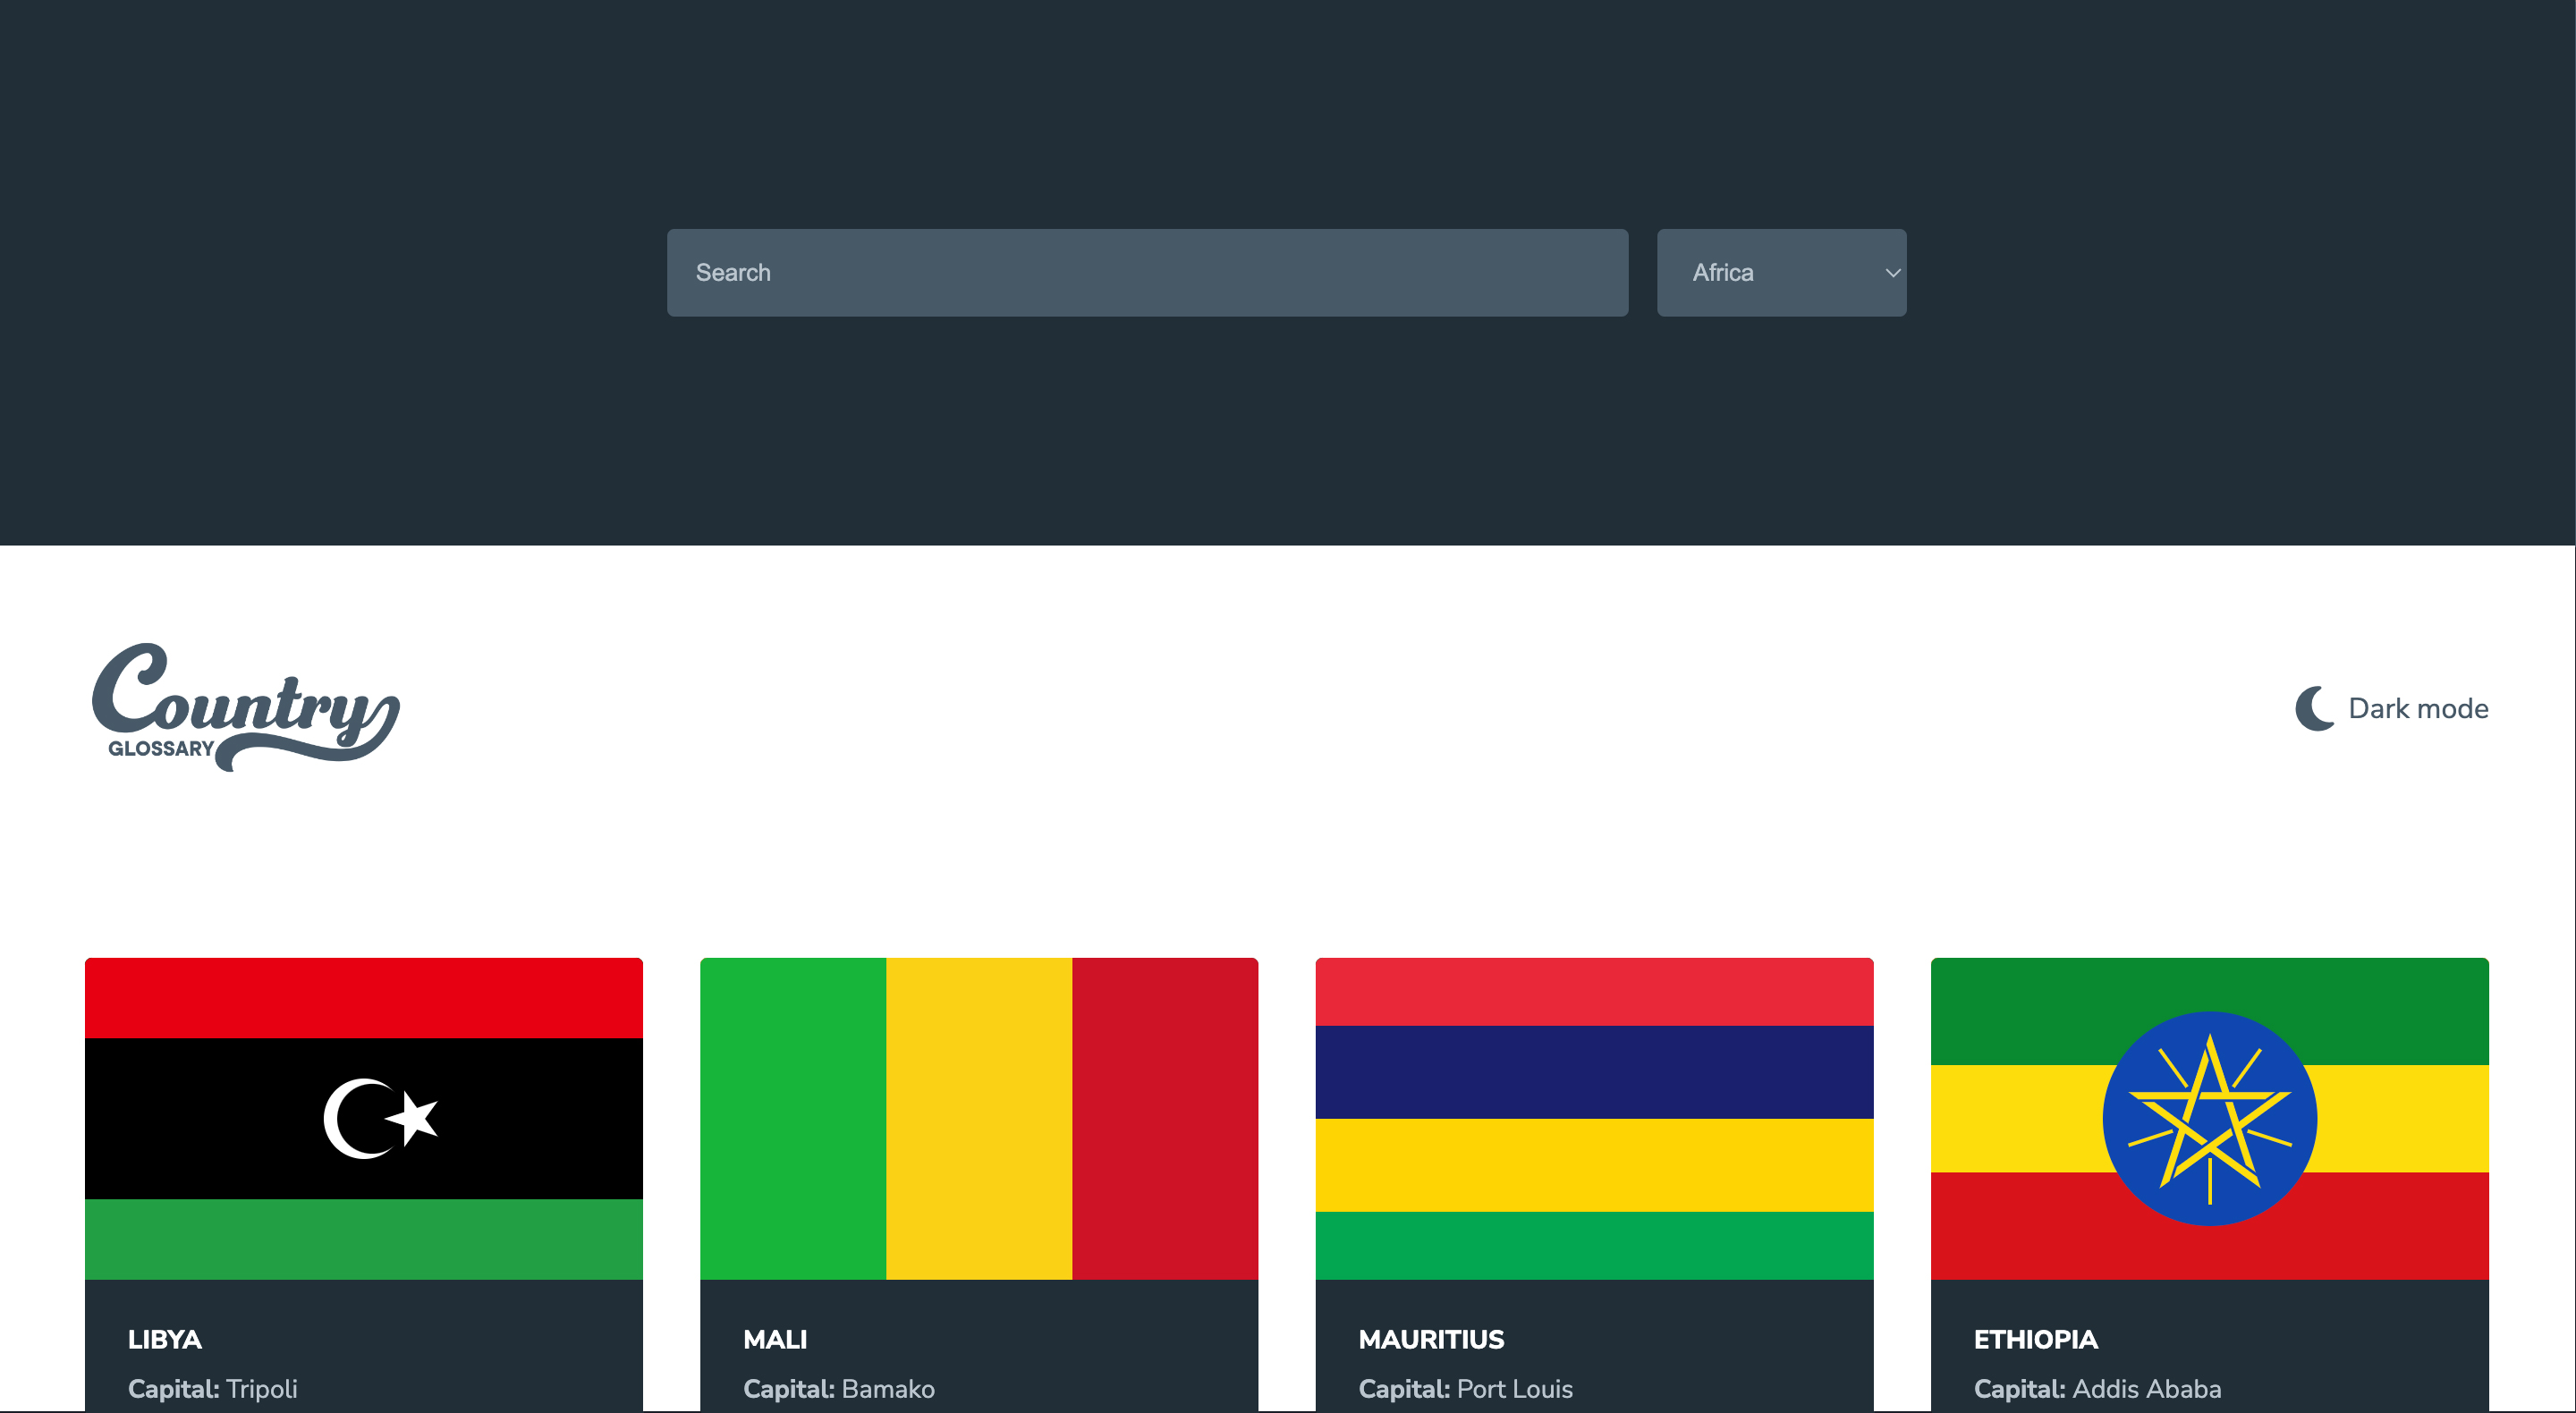 Search
Africa
Country
GLOSSARY
Dark mode
LIBYA
Capital: Tripoli
MALI
Capital: Bamako
MAURITIUS
Capital: Port Louis
ETHIOPIA
Capital: Addis Ababa